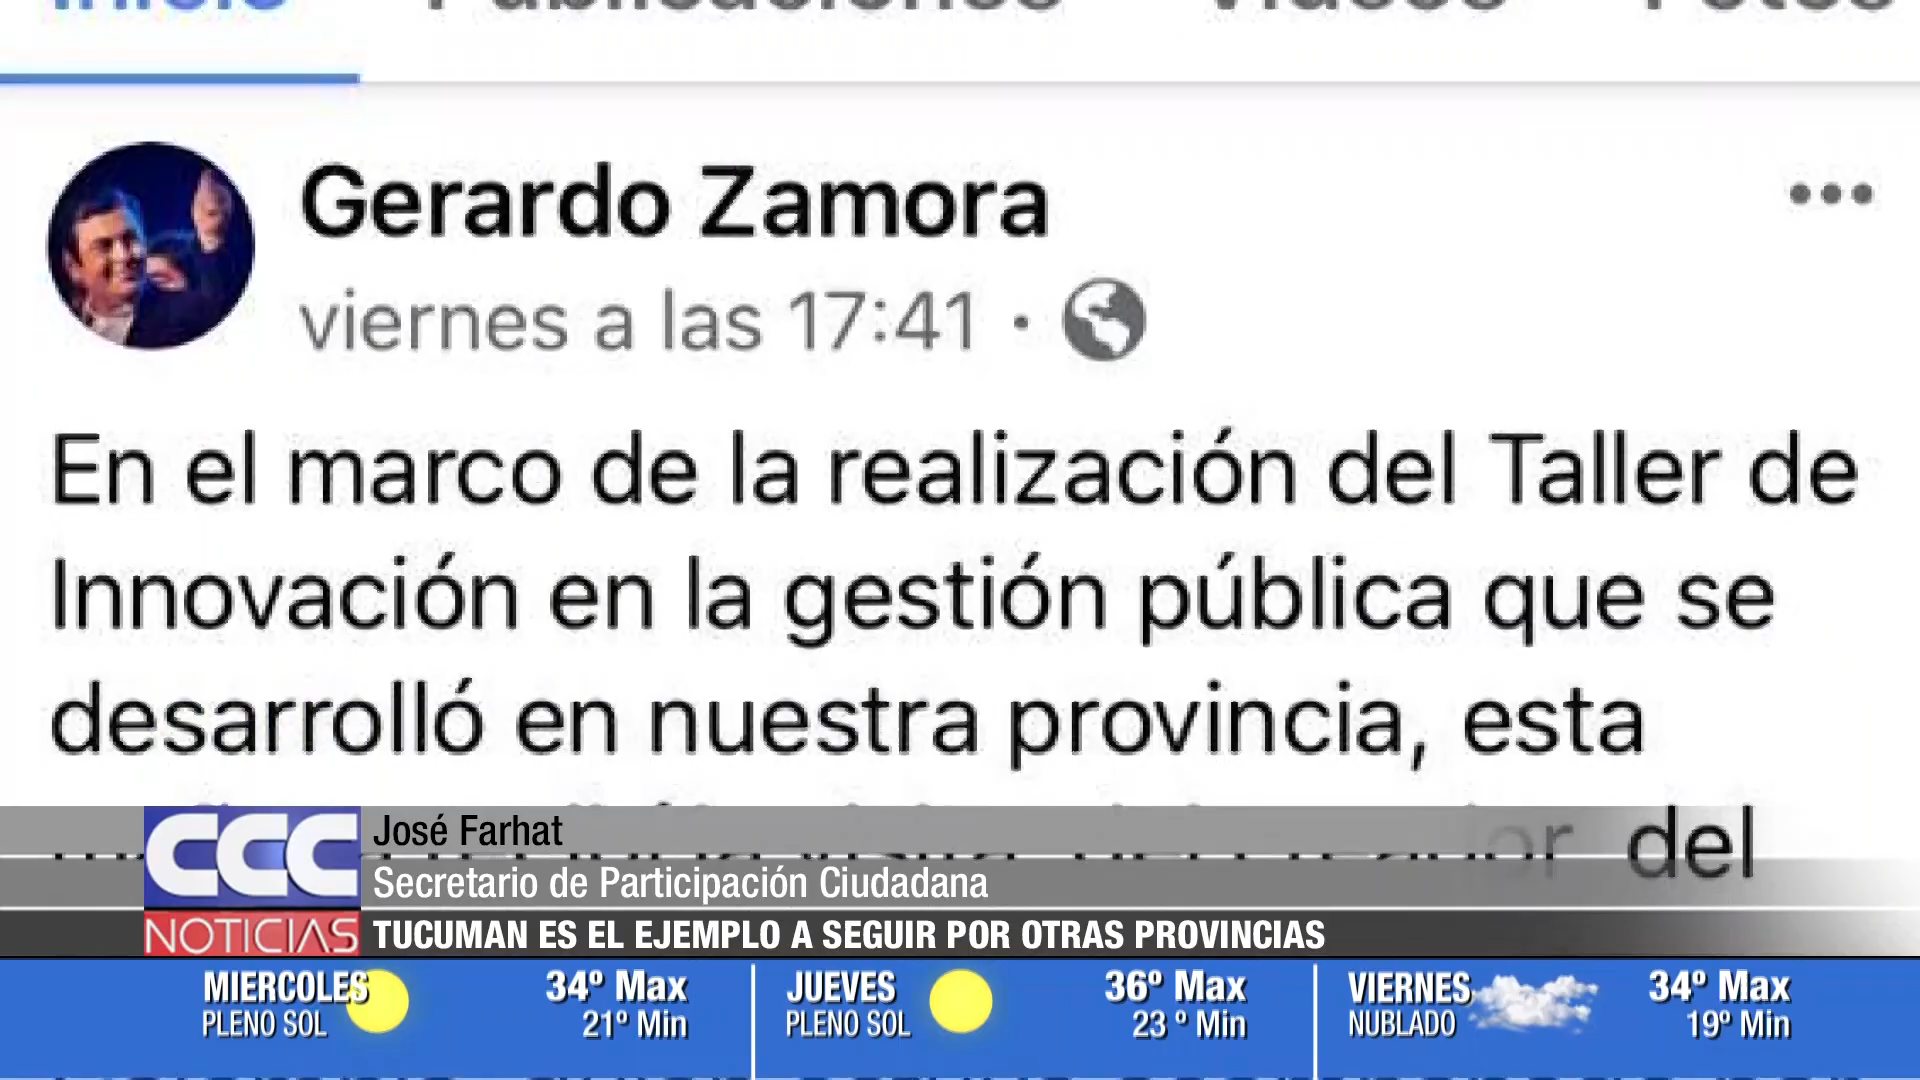 Inicio Publicaciones Videos Fotos
Gerardo Zamora
viernes a las 17:41 ·
En el marco de la realización del Taller de
Innovación en la gestión pública que se
desarrolló en nuestra provincia, esta
del
CCC
NOTICIAS
José Farhat
Secretario de Participación Ciudadana
TUCUMAN ES EL EJEMPLO A SEGUIR POR OTRAS PROVINCIAS
MIERCOLES
PLENO SOL
34º Max
21º Min
JUEVES
PLENO SOL
36º Max
23 º Min
VIERNES
NUBLADO
34º Max
19º Min